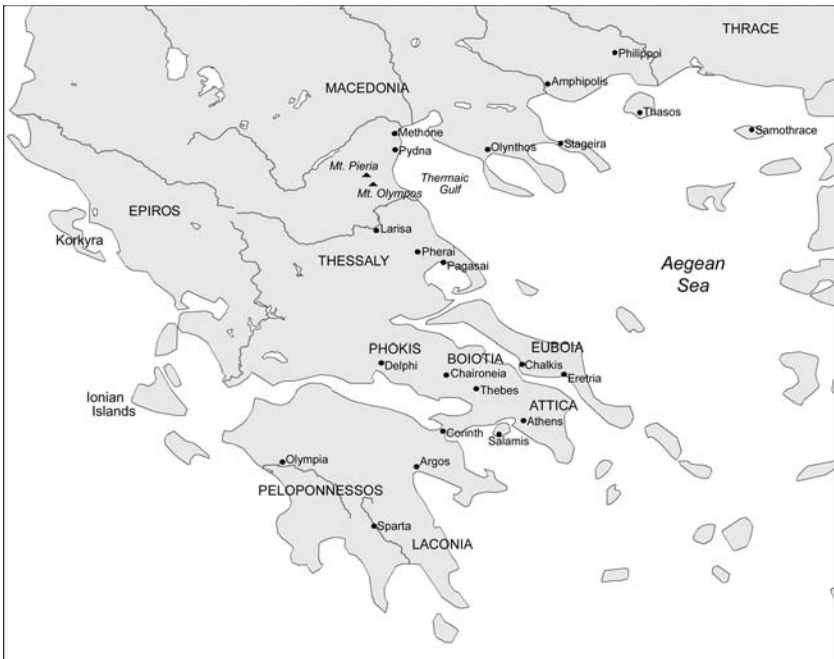 THRACE
Philippoi
Amphipolis
MACEDONIA
Thasos
Samothrace
Methone
Pydna
Olynthos
Stageira
Mt. Pieria
Thermaic
Gulf
Mt. Olympos
EPIROS
Larisa
Korkyra
Pherai
THESSALY
Pagasai
Aegean
Sea
PHOKIS
EUBOIA
BOIOTIA
Delphi
Chalkis
Chaironeia
Eretria
Thebes
Ionian
Islands
ATTICA
Athens
Corinth
Salamis
Olympia
Argos
PELOPONNESSOS
Sparta
LACONIA